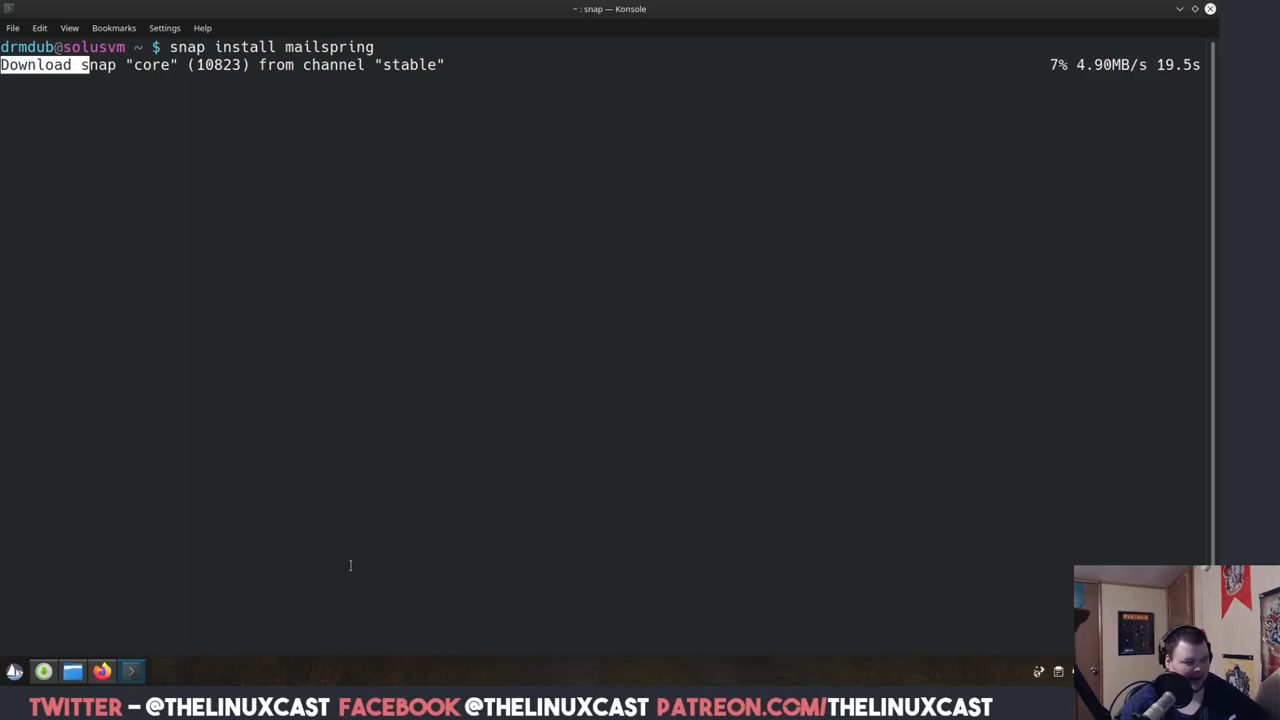 ~ : snap — Konsole
File Edit View Bookmarks Settings Help
drmdub@solusvm ~ $ snap install mailspring
Download snap "core" (10823) from channel "stable" 7% 4.90MB/s 19.5s
TWITTER – @THELINUXCAST FACEBOOK @THELINUXCAST PATREON.COM/THELINUXCAST